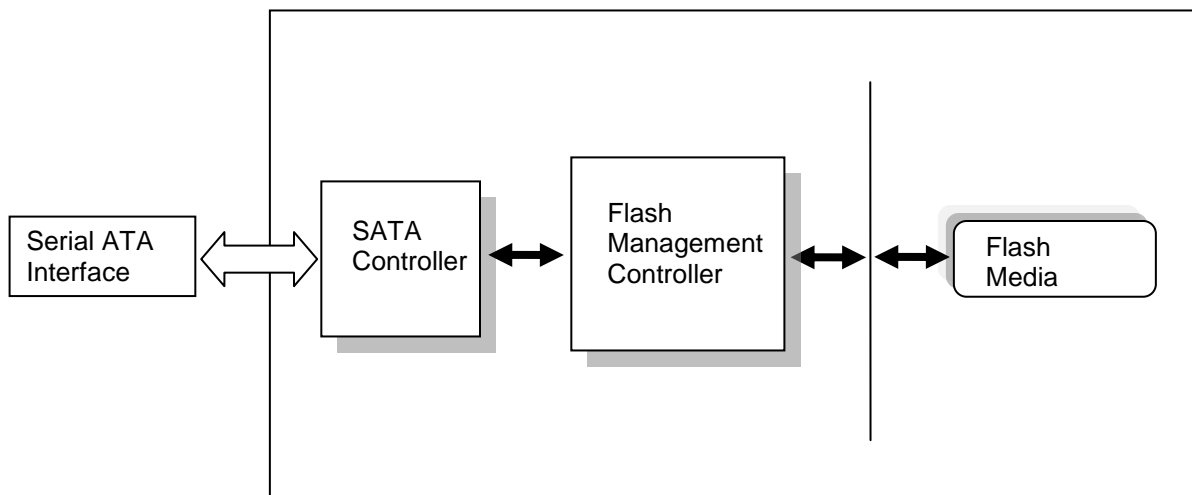 Serial ATA
Interface
SATA
Controller
Flash
Management
Controller
Flash
Media